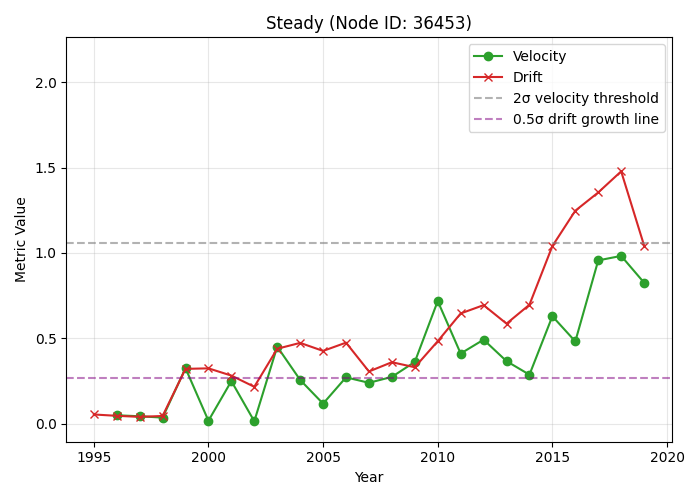 Steady (Node ID: 36453)
Velocity
Drift
2σ velocity threshold
0.5σ drift growth line
Metric Value
2.0
1.5
1.0
0.5
0.0
1995 2000 2005 2010 2015 2020
Year